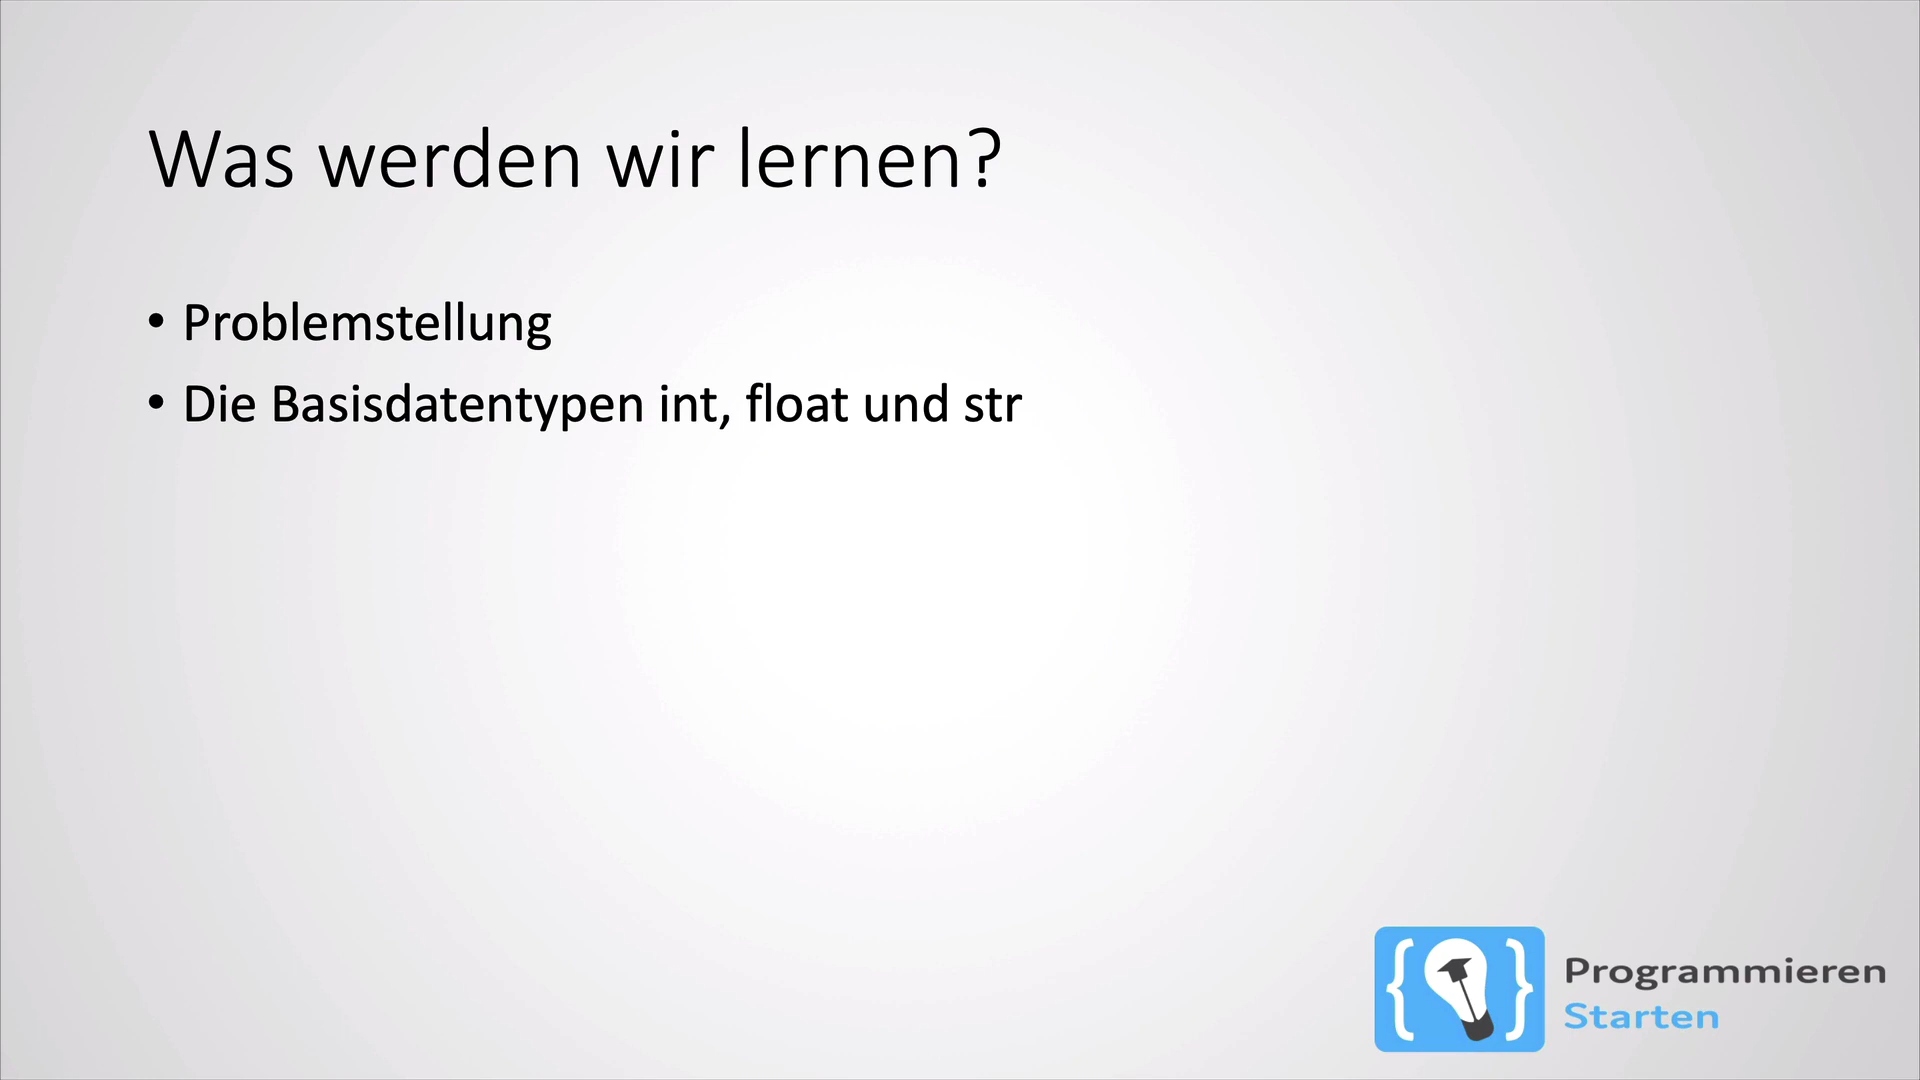 Was werden wir lernen?
• Problemstellung
• Die Basisdatentypen int, float und str
Programmieren
Starten